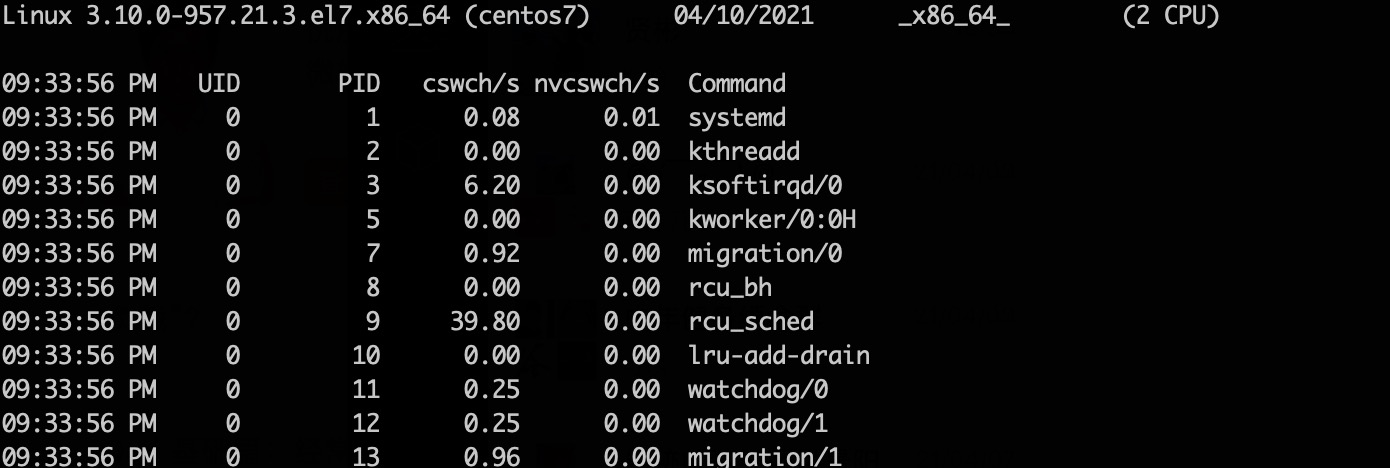 Linux 3.10.0-957.21.3.el7.x86_64 (centos7) 04/10/2021 _x86_64_ (2 CPU)
09:33:56 PM UID PID cswch/s nvcswch/s Command
09:33:56 PM 0 1 0.08 0.01 systemd
09:33:56 PM 0 2 0.00 0.00 kthreadd
09:33:56 PM 0 3 6.20 0.00 ksoftirqd/0
09:33:56 PM 0 5 0.00 0.00 kworker/0:0H
09:33:56 PM 0 7 0.92 0.00 migration/0
09:33:56 PM 0 8 0.00 0.00 rcu_bh
09:33:56 PM 0 9 39.80 0.00 rcu_sched
09:33:56 PM 0 10 0.00 0.00 lru-add-drain
09:33:56 PM 0 11 0.25 0.00 watchdog/0
09:33:56 PM 0 12 0.25 0.00 watchdog/1
09:33:56 PM 0 13 0.96 0.00 migration/1